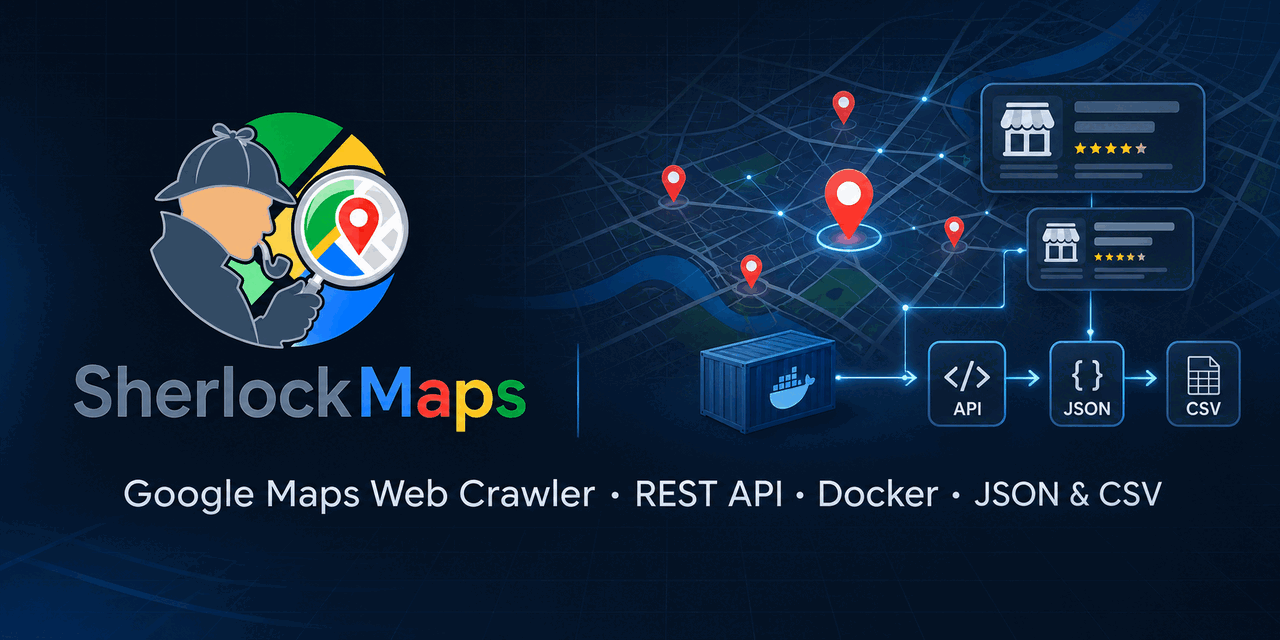 SherlockMaps
API
JSON
CSV
Google Maps Web Crawler • REST API • Docker • JSON & CSV